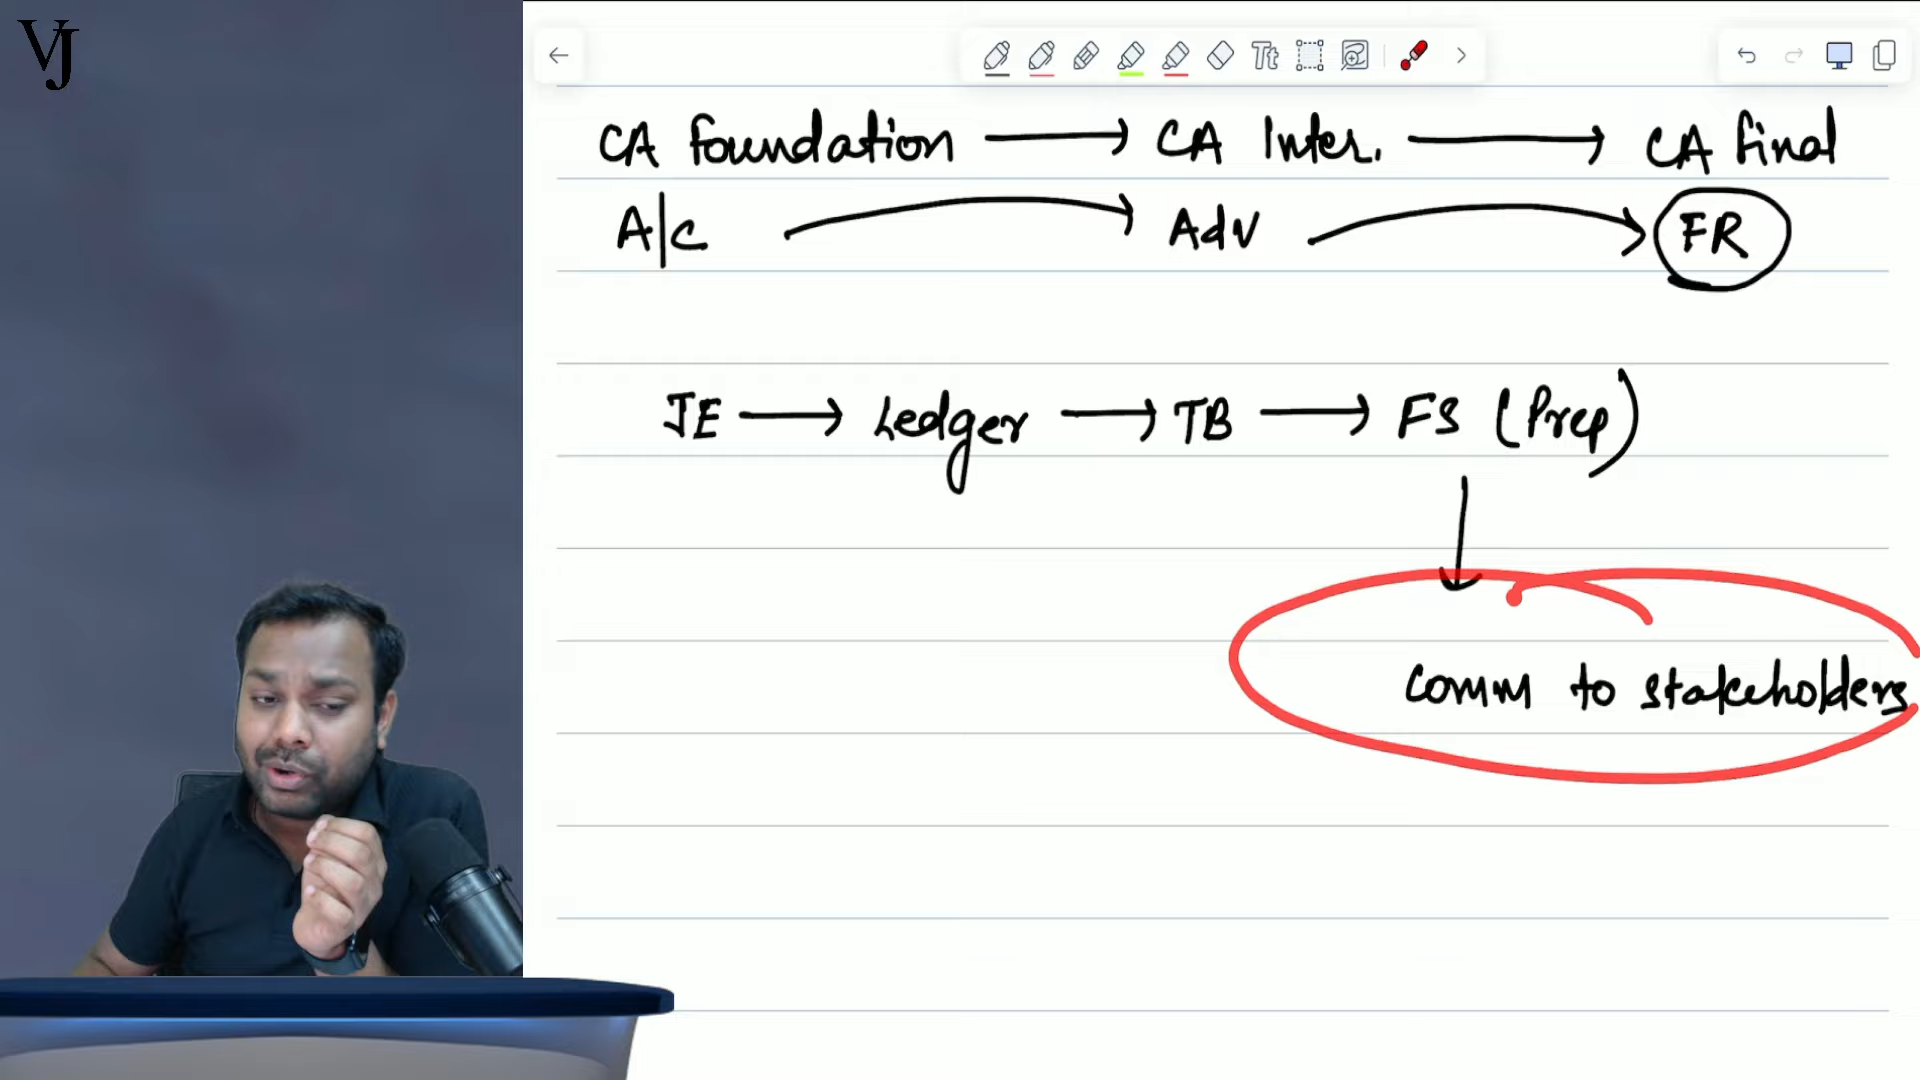 VJ
CA Foundation → CA Inter. → CA Final
A/C → Adv → FR
JE → Ledger → TB → FS (Prep)
↓
Comm to stakeholders